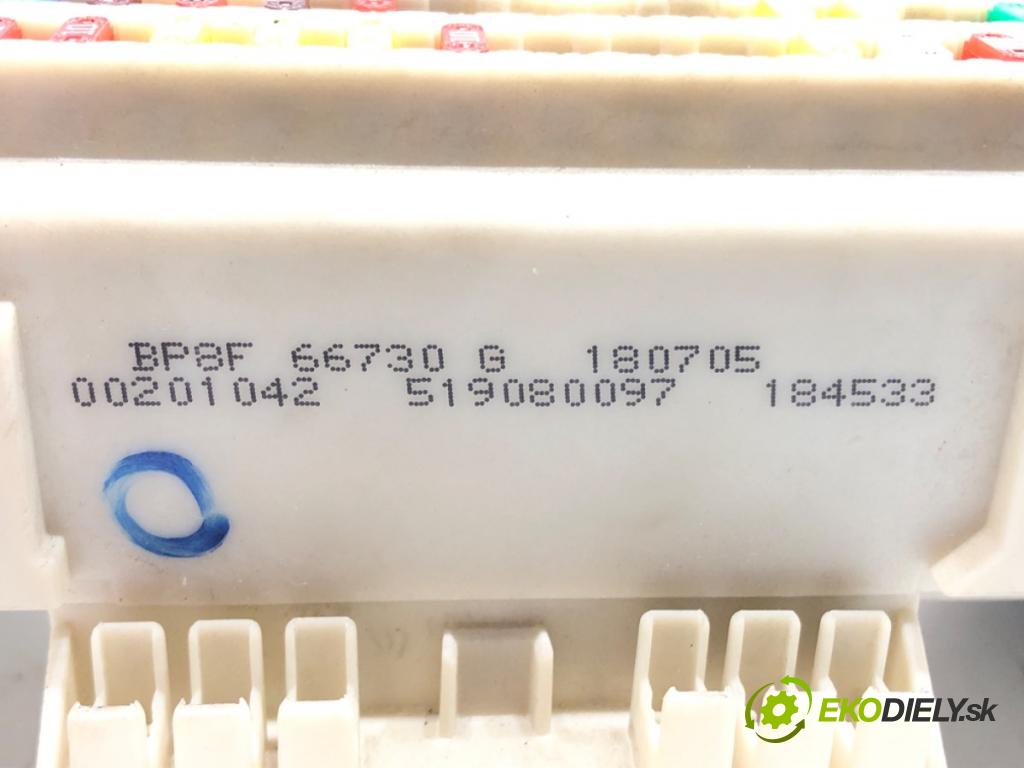 BP8F 66730 G 180705
00201042 519080097 184533
EKODIELY.sk